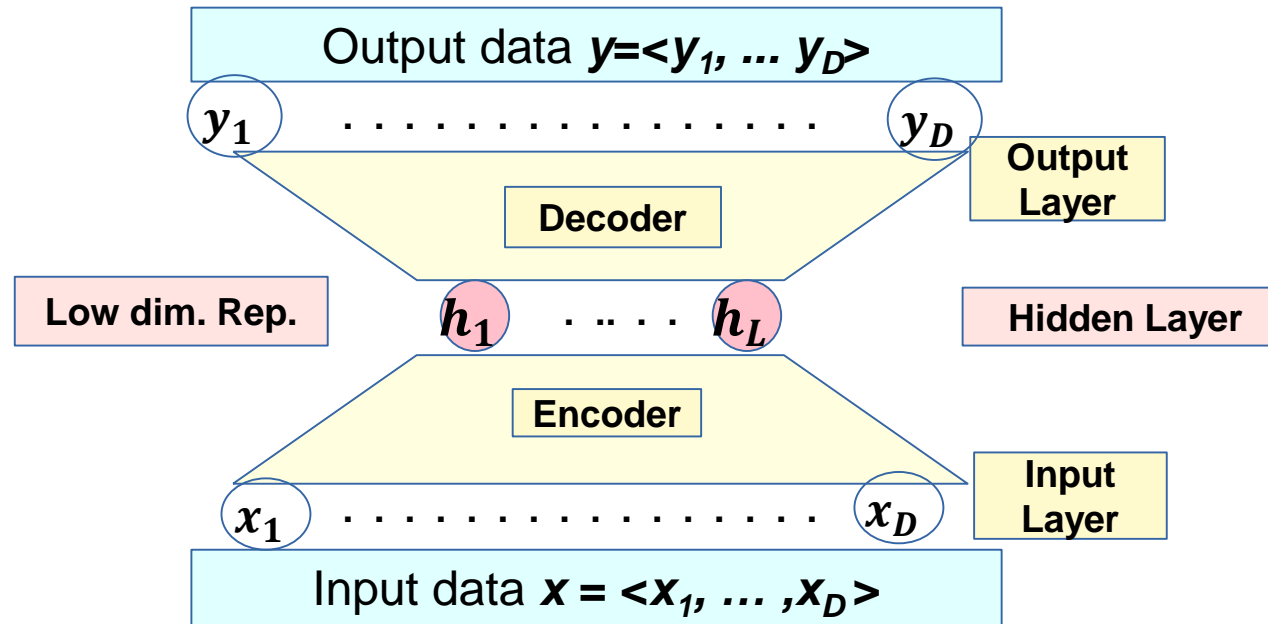 Output data y=<y1, ... yD>
y1 . . . . . . . . . . . . . . . . yD
Output
Layer
Decoder
Low dim. Rep.
h1 . .. . . hL
Hidden Layer
Encoder
Input
Layer
x1 . . . . . . . . . . . . . . . . xD
Input data x = <x1, ... ,xD>